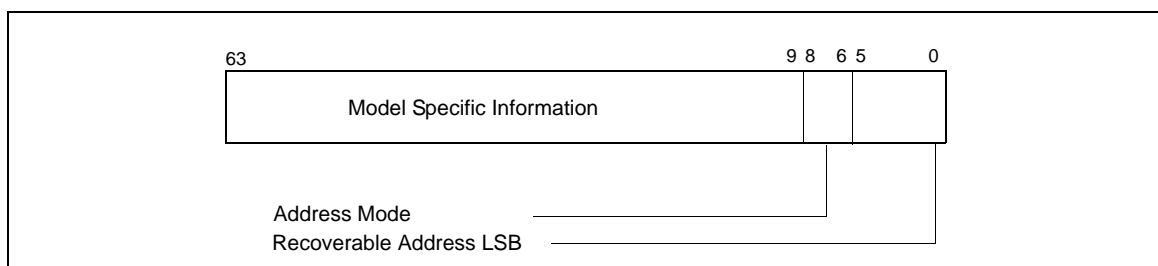 63 9 8 6 5 0
Model Specific Information
Address Mode
Recoverable Address LSB